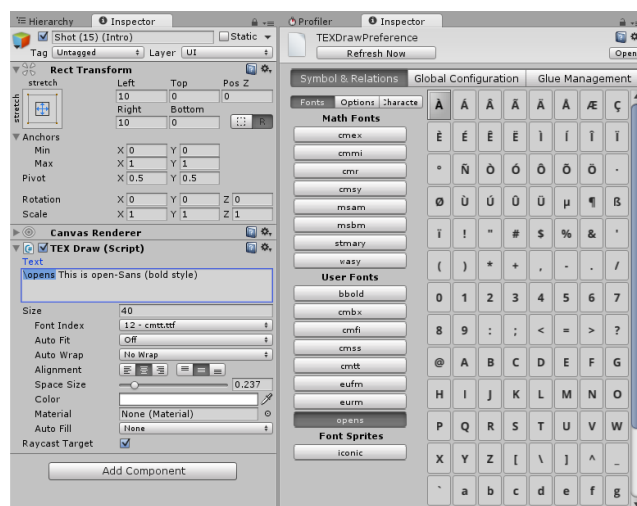 Hierarchy Inspector
Shot (15) (Intro) Static
Tag Untagged Layer UI
Rect Transform
stretch Left Top Pos Z
stretch 10 0 0
Right Bottom
10 0 R
Anchors
Min X 0 Y 0
Max X 1 Y 1
Pivot X 0.5 Y 0.5
Rotation X 0 Y 0 Z 0
Scale X 1 Y 1 Z 1
Canvas Renderer
TEX Draw (Script)
Text
\opens This is open-Sans (bold style)
Size 40
Font Index 12 - cmtt.ttf
Auto Fit Off
Auto Wrap No Wrap
Alignment
Space Size 0.237
Color
Material None (Material)
Auto Fill None
Raycast Target
Add Component
Profiler Inspector
TEXDrawPreference
Refresh Now Open
Symbol & Relations Global Configuration Glue Management
Fonts Options Characte
Math Fonts
cmex
cmmi
cmr
cmsy
msam
msbm
stmary
wasy
User Fonts
bbold
cmbx
cmfi
cmss
cmtt
eufm
eurm
opens
Font Sprites
iconic
À Á Â Ã Ä Å Æ Ç
È É Ê Ë Ì Í Î Ï
Ñ Ò Ó Ô Õ Ö ·
Ø Ù Ú Û Ü µ ¶ ß
ï ! " # $ % & '
( ) * + , - . /
0 1 2 3 4 5 6 7
8 9 : ; < = > ?
@ A B C D E F G
H I J K L M N O
P Q R S T U V W
X Y Z [ \ ] ^ _
` a b c d e f g